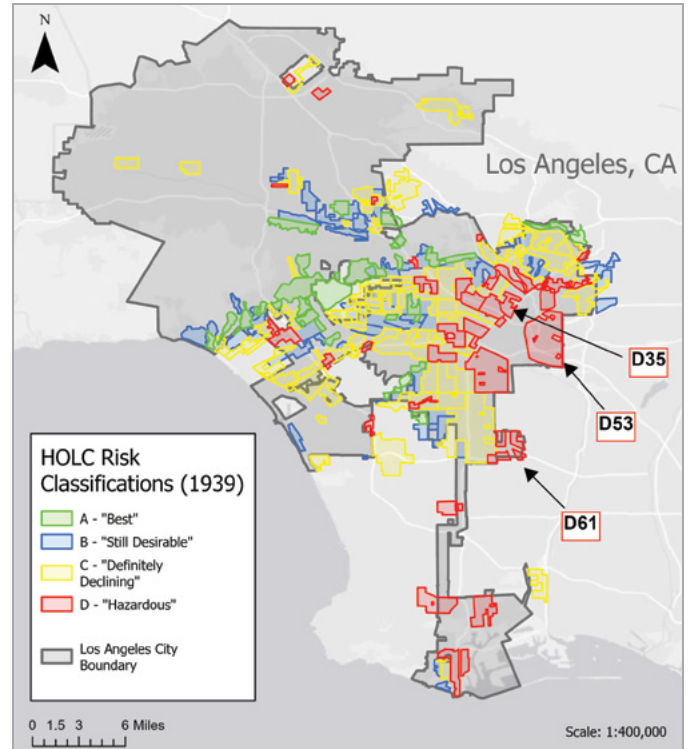 N
Los Angeles, CA
D35
D53
D61
HOLC Risk
Classifications (1939)
A - "Best"
B - "Still Desirable"
C - "Definitely
Declining"
D - "Hazardous"
Los Angeles City
Boundary
0 1.5 3 6 Miles
Scale: 1:400,000